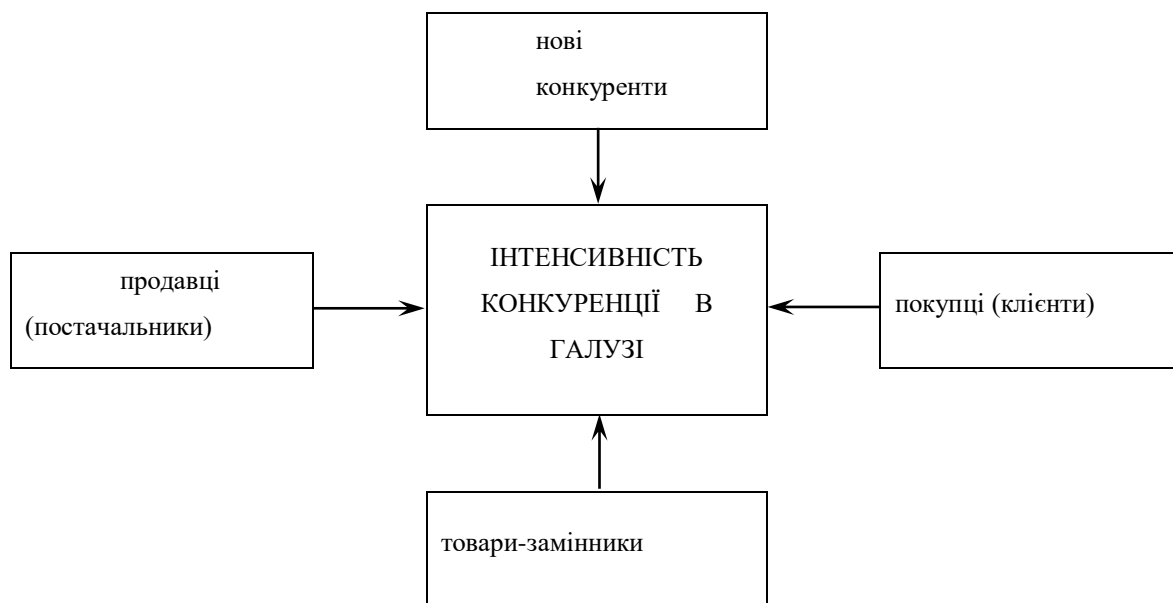 нові
конкуренти
ІНТЕНСИВНІСТЬ
КОНКУРЕНЦІЇ В
ГАЛУЗІ
продавці
(постачальники)
покупці (клієнти)
товари-замінники